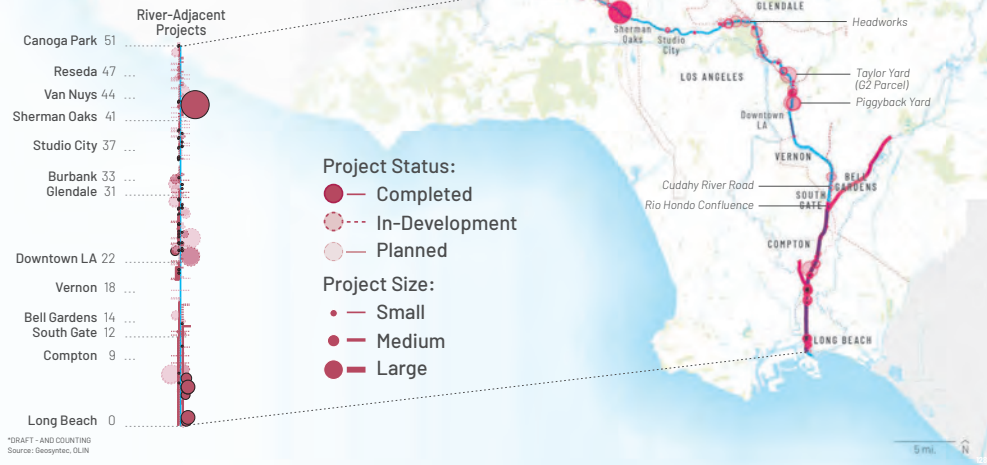 River-Adjacent
Projects
Canoga Park 51
Reseda 47 ...
Van Nuys 44 ...
Sherman Oaks 41
Studio City 37
Burbank 33
Glendale 31
Downtown LA 22
Vernon 18 ...
Bell Gardens 14
South Gate 12
Compton 9 ...
Long Beach 0
*DRAFT - AND COUNTING
Source: Geosyntec, OLIN
Project Status:
Completed
In-Development
Planned
Project Size:
Small
Medium
Large
GLENDALE
Headworks
Sherman
Oaks
Studio
City
LOS ANGELES
Taylor Yard
(G2 Parcel)
Piggyback Yard
Downtown
LA
VERNON
Cudahy River Road
BELL
GARDENS
SOUTH
GATE
Rio Hondo Confluence
COMPTON
LONG BEACH
5 mi.
N